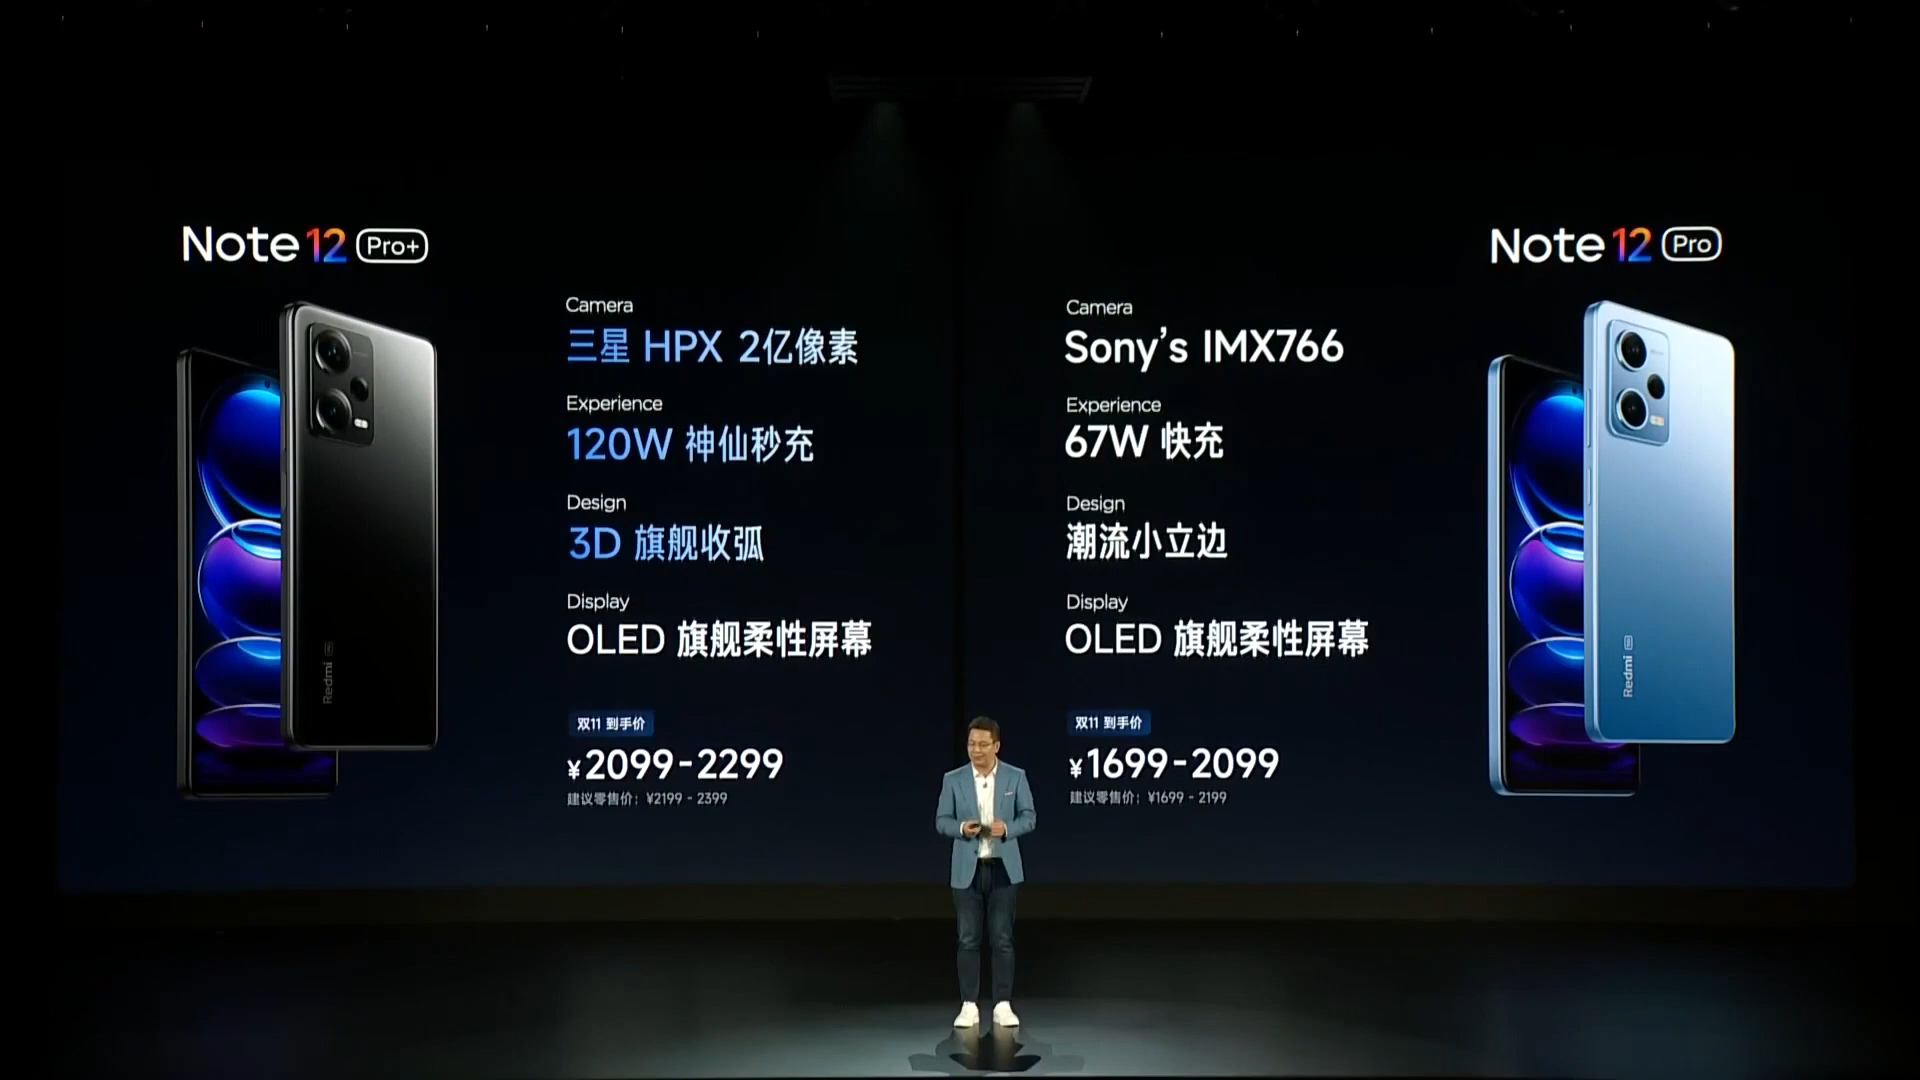 Note 12 Pro+
Camera
三星 HPX 2亿像素
Experience
120W 神仙秒充
Design
3D 旗舰收弧
Display
OLED 旗舰柔性屏幕
双11 到手价
¥2099-2299
建议零售价：¥2199 - 2399
Redmi
Note 12 Pro
Camera
Sony's IMX766
Experience
67W 快充
Design
潮流小立边
Display
OLED 旗舰柔性屏幕
双11 到手价
¥1699-2099
建议零售价：¥1699 - 2199
Redmi